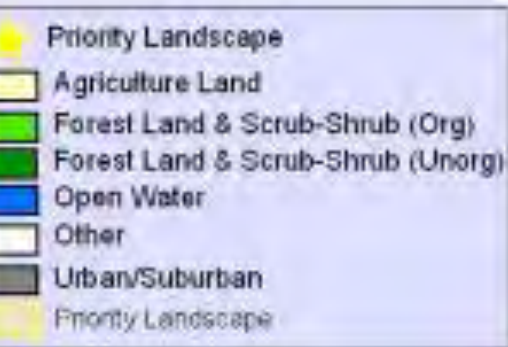 Priority Landscape
Agriculture Land
Forest Land & Scrub-Shrub (Org)
Forest Land & Scrub-Shrub (Unorg)
Open Water
Other
Urban/Suburban
Priority Landscape